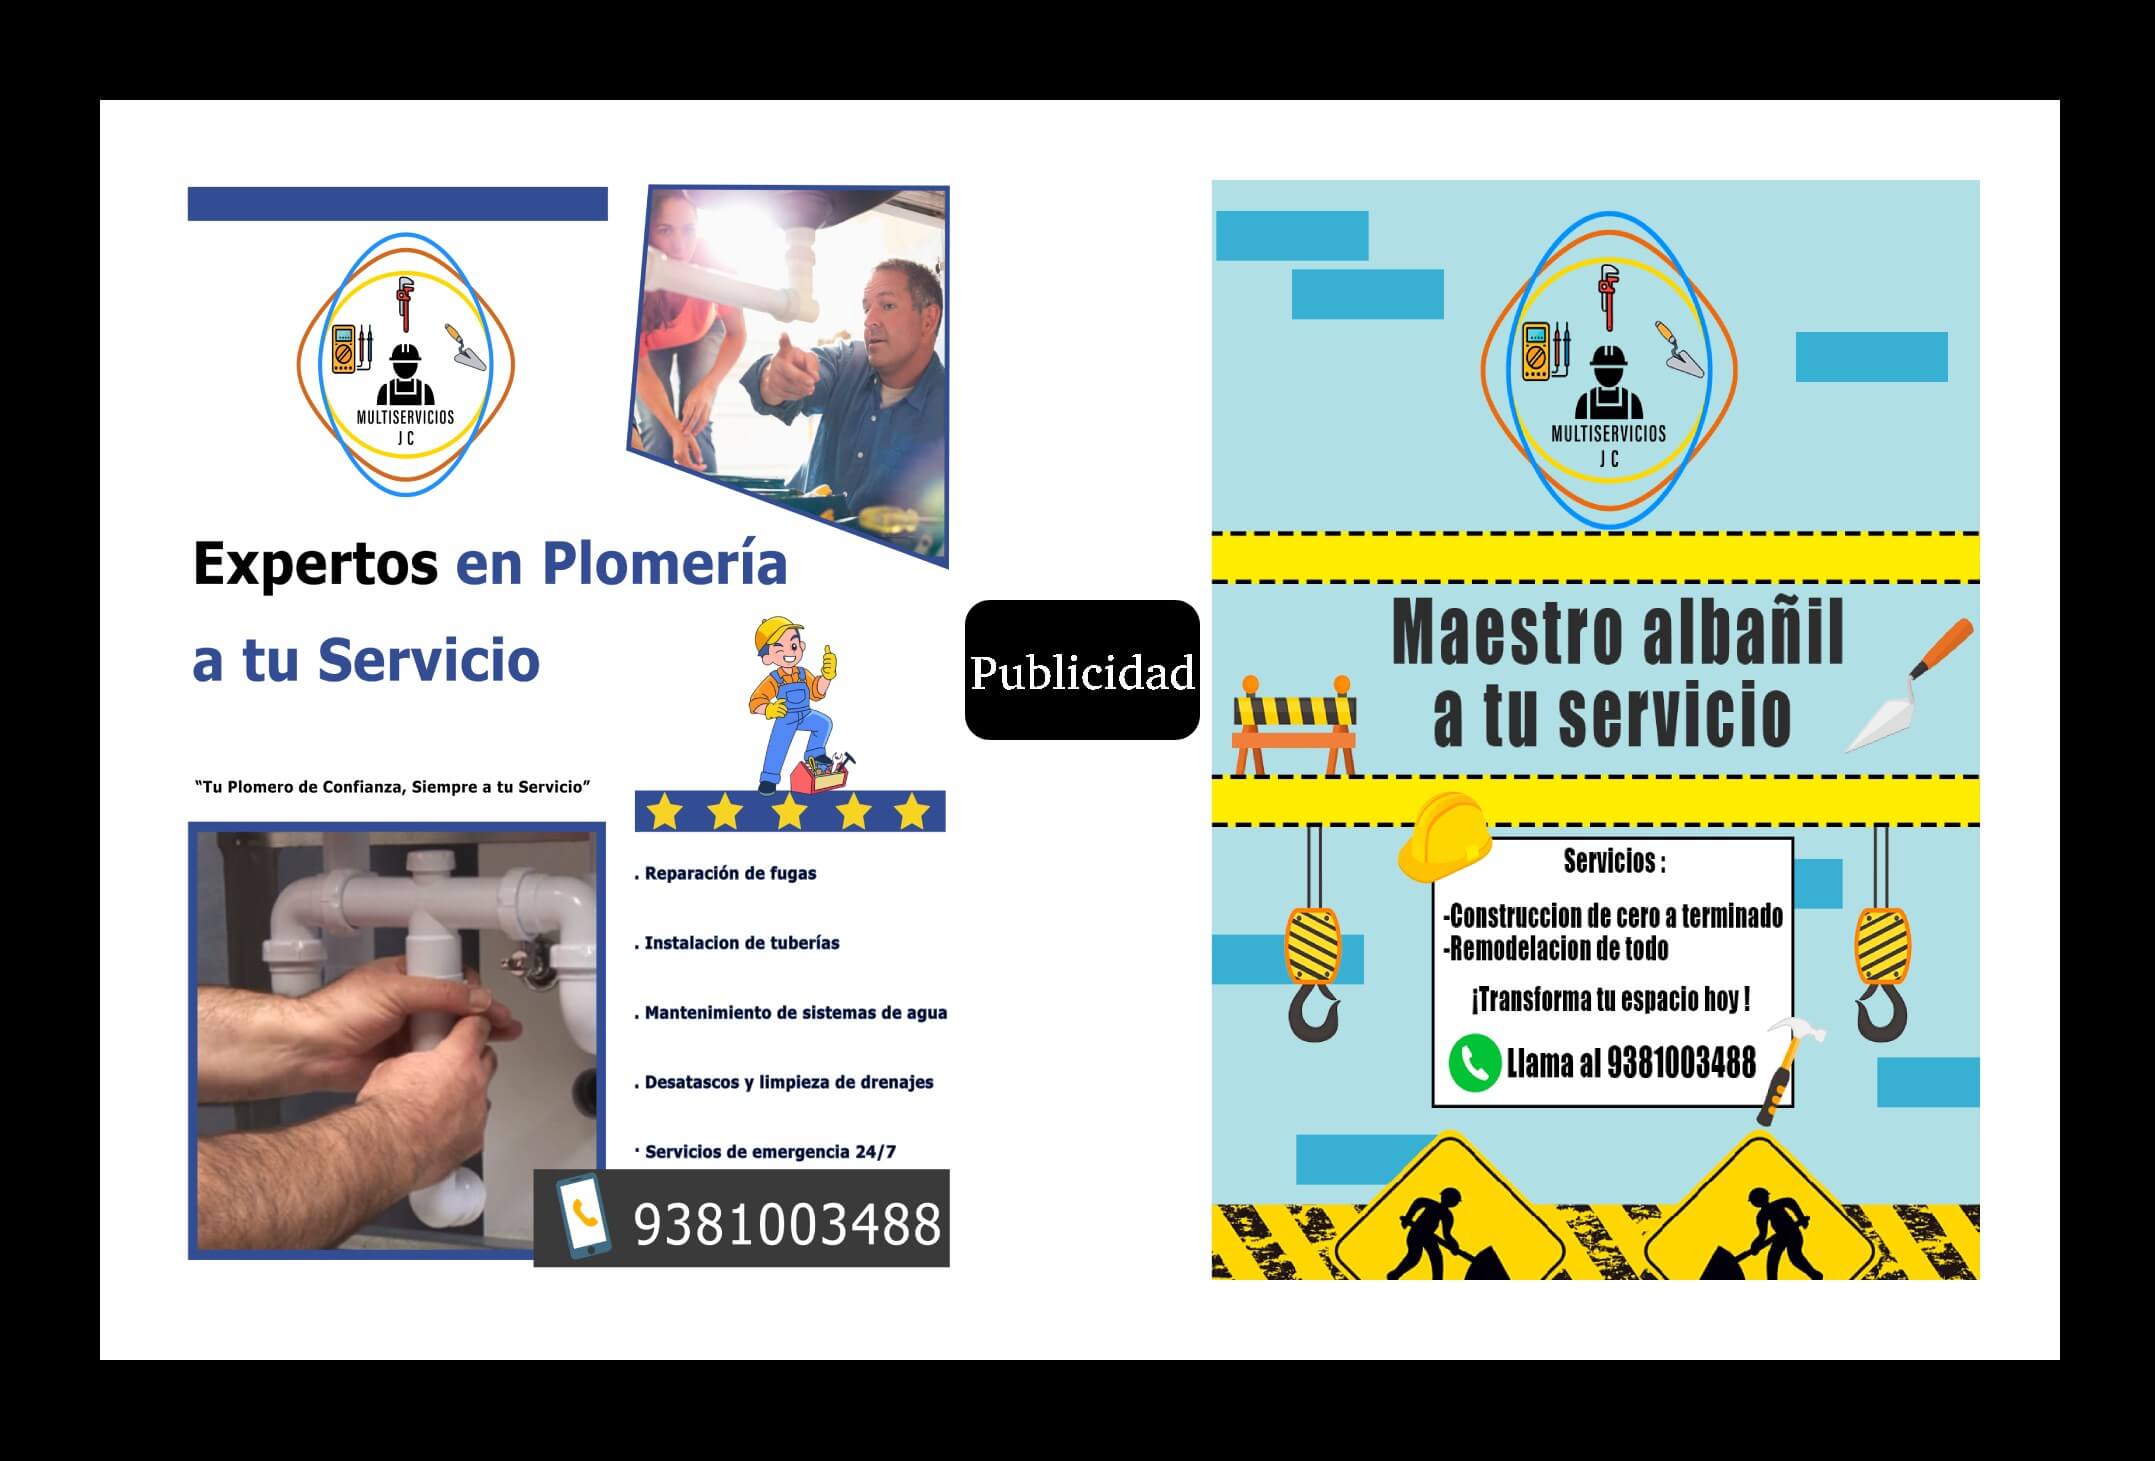 MULTISERVICIOS
J C
Expertos en Plomería
a tu Servicio
“Tu Plomero de Confianza, Siempre a tu Servicio”
. Reparación de fugas
. Instalacion de tuberías
. Mantenimiento de sistemas de agua
. Desatascos y limpieza de drenajes
· Servicios de emergencia 24/7
9381003488
Publicidad
MULTISERVICIOS
J C
Maestro albañil
a tu servicio
Servicios :
-Construccion de cero a terminado
-Remodelacion de todo
¡Transforma tu espacio hoy !
Llama al 9381003488